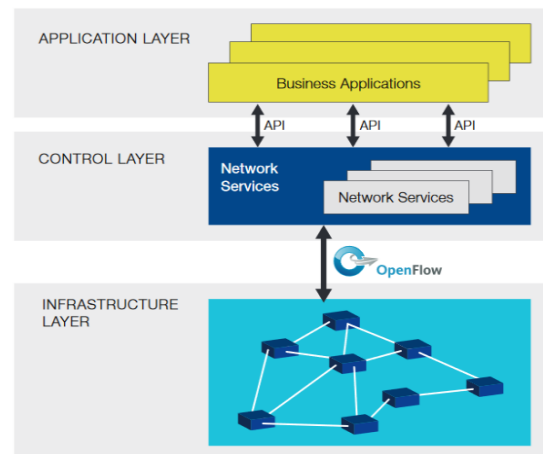 APPLICATION LAYER
Business Applications
API
API
API
CONTROL LAYER
Network
Services
Network Services
OpenFlow
INFRASTRUCTURE
LAYER